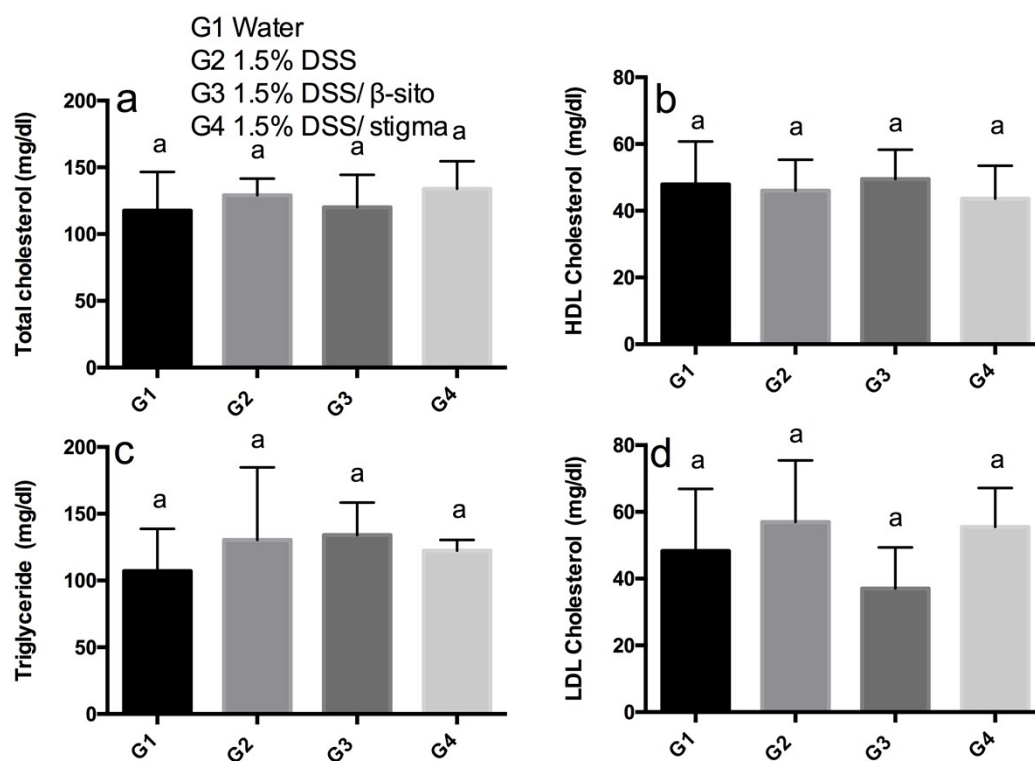 G1 Water
G2 1.5% DSS
G3 1.5% DSS/ β-sito
G4 1.5% DSS/ stigma
a
Total cholesterol (mg/dl)
200
150
100
50
0
a
a
a
a
G1
G2
G3
G4
b
HDL Cholesterol (mg/dl)
80
60
40
20
0
a
a
a
a
G1
G2
G3
G4
c
Triglyceride (mg/dl)
200
150
100
50
0
a
a
a
a
G1
G2
G3
G4
d
LDL Cholesterol (mg/dl)
80
60
40
20
0
a
a
a
a
G1
G2
G3
G4